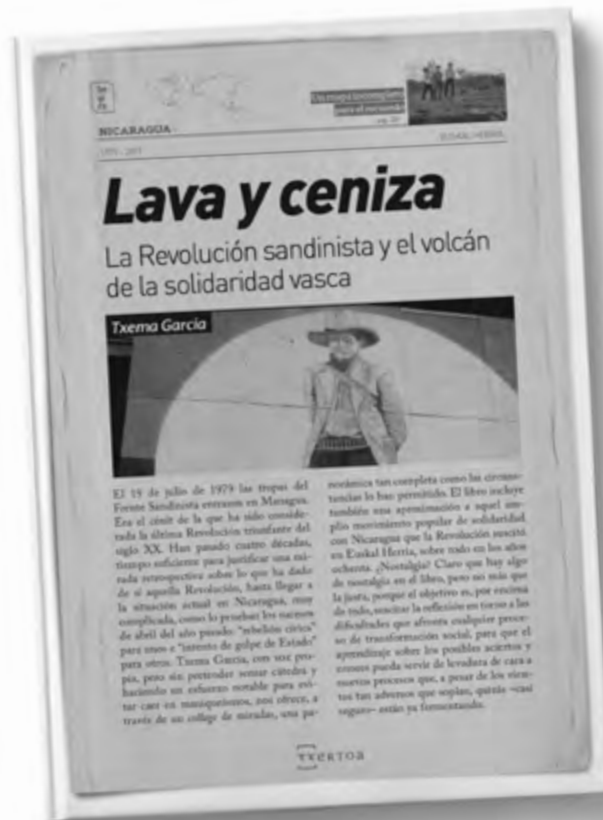 NICARAGUA
Lava y ceniza
La Revolución sandinista y el volcán
de la solidaridad vasca
Txema García
El 19 de julio de 1979 las tropas del
Frente Sandinista entraron en Managua.
Era el cénit de la que ha sido conside-
rada la última Revolución triunfante del
siglo XX. Han pasado cuatro décadas,
tiempo suficiente para justificar una mi-
rada retrospectiva sobre lo que ha dado
de sí aquella Revolución, hasta llegar a
la situación actual en Nicaragua, muy
complicada, como lo prueban los sucesos
de abril del año pasado: "rebelión cívica"
para unos e "intento de golpe de Estado"
para otros. Txema García, con voz pro-
pia, pero sin pretender sentar cátedra y
haciendo un esfuerzo notable para evi-
tar caer en maniqueísmos, nos ofrece, a
través de un collage de miradas, una pa-
norámica tan completa como las circuns-
tancias lo han permitido. El libro incluye
también una aproximación a aquel am-
plio movimiento popular de solidaridad
con Nicaragua que la Revolución suscitó
en Euskal Herria, sobre todo en los años
ochenta. ¿Nostalgia? Claro que hay algo
de nostalgia en el libro, pero no más que
la justa, porque el objetivo es, por encima
de todo, suscitar la reflexión en torno a las
dificultades que afronta cualquier proce-
so de transformación social, para que el
aprendizaje sobre los posibles aciertos y
errores pueda servir de levadura de cara a
nuevos procesos que, a pesar de los vien-
tos tan adversos que soplan, quizás –casi
seguro– están ya fermentando.
TXERTOA